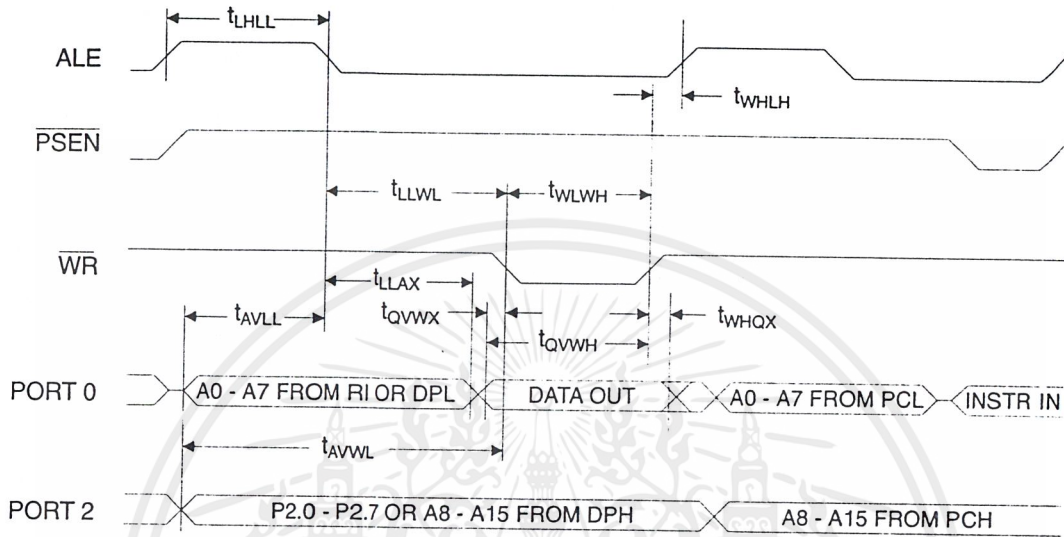 tLHLL
ALE
tWHLH
PSEN
tLLWL
tWLWH
WR
tLLAX
tAVLL
tQVWX
tWHQX
tQVWH
PORT 0
A0 - A7 FROM RI OR DPL
DATA OUT
A0 - A7 FROM PCL
INSTR IN
tAVWL
PORT 2
P2.0 - P2.7 OR A8 - A15 FROM DPH
A8 - A15 FROM PCH